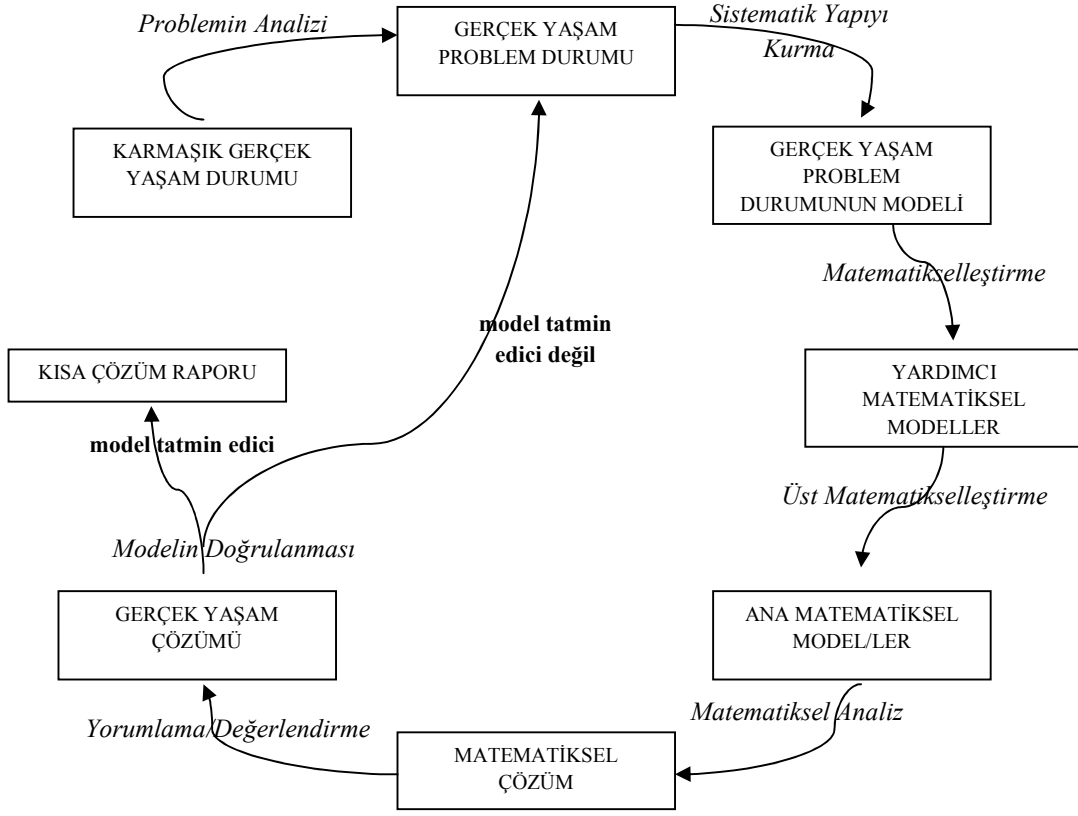 Problemin Analizi
GERÇEK YAŞAM
PROBLEM DURUMU
Sistematik Yapıyı
Kurma
KARMAŞIK GERÇEK
YAŞAM DURUMU
GERÇEK YAŞAM
PROBLEM
DURUMUNUN MODELİ
Matematikselleştirme
model tatmin
edici değil
KISA ÇÖZÜM RAPORU
YARDIMCI
MATEMATİKSEL
MODELLER
model tatmin edici
Üst Matematikselleştirme
Modelin Doğrulanması
GERÇEK YAŞAM
ÇÖZÜMÜ
ANA MATEMATİKSEL
MODEL/LER
Yorumlama/Değerlendirme
Matematiksel Analiz
MATEMATİKSEL
ÇÖZÜM